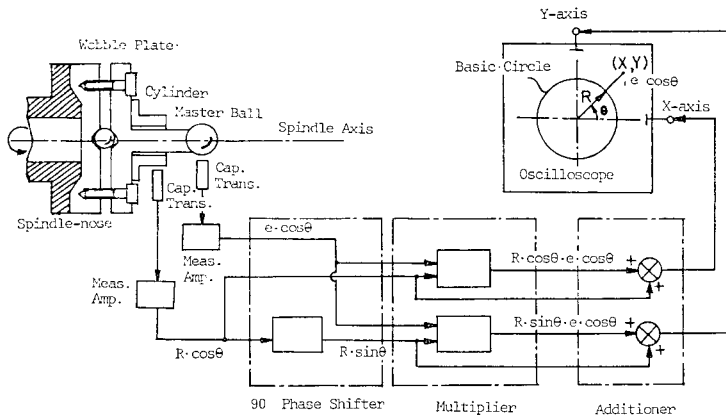 Y-axis
Wobble Plate
(X,Y)
Basic Circle
, e cosθ
Cylinder
R
X-axis
Master Ball
θ
Spindle Axis
Oscilloscope
Cap.
Trans.
Cap.
Trans.
Spindle-nose
e·cosθ
Meas.
Amp.
R·cosθ·e·cosθ
+
+
Meas.
Amp.
R·sinθ·e·cosθ
+
+
R·cosθ
R·sinθ
90 Phase Shifter
Multiplier
Additioner